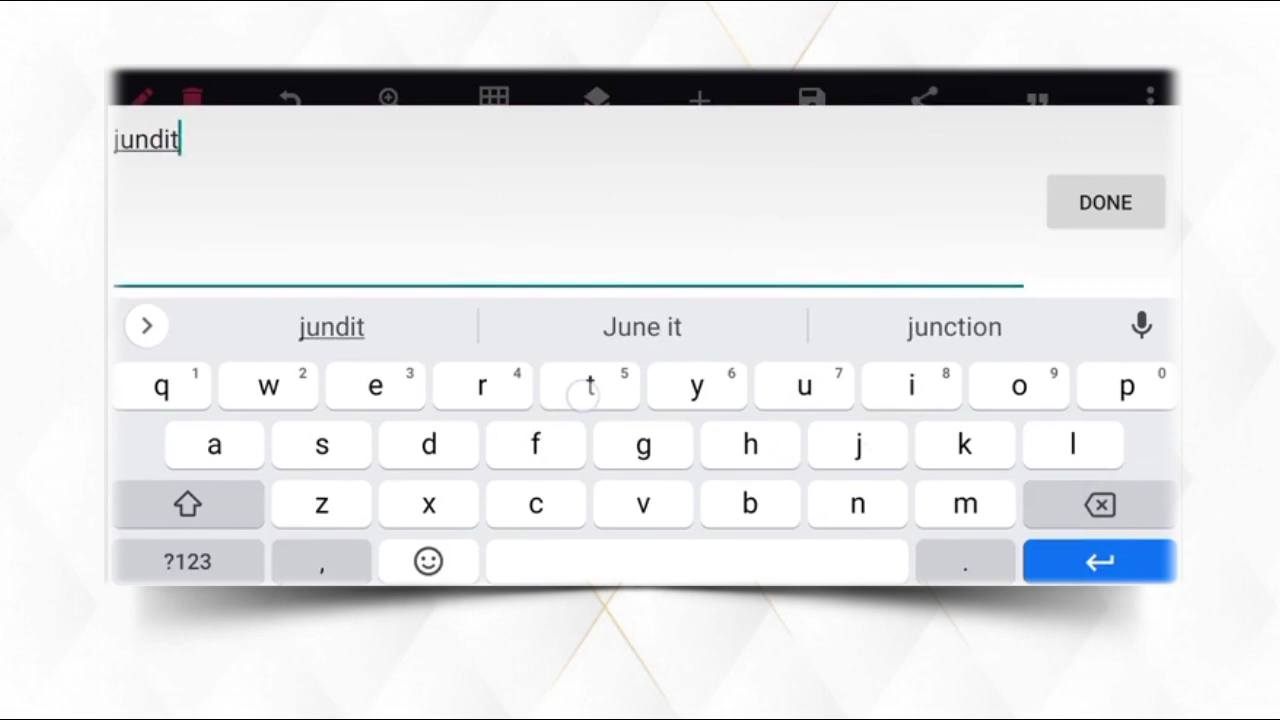 jundit
DONE
jundit June it junction
q 1 w 2 e 3 r 4 t 5 y 6 u 7 i 8 o 9 p 0
a s d f g h j k l
z x c v b n m
?123 , .